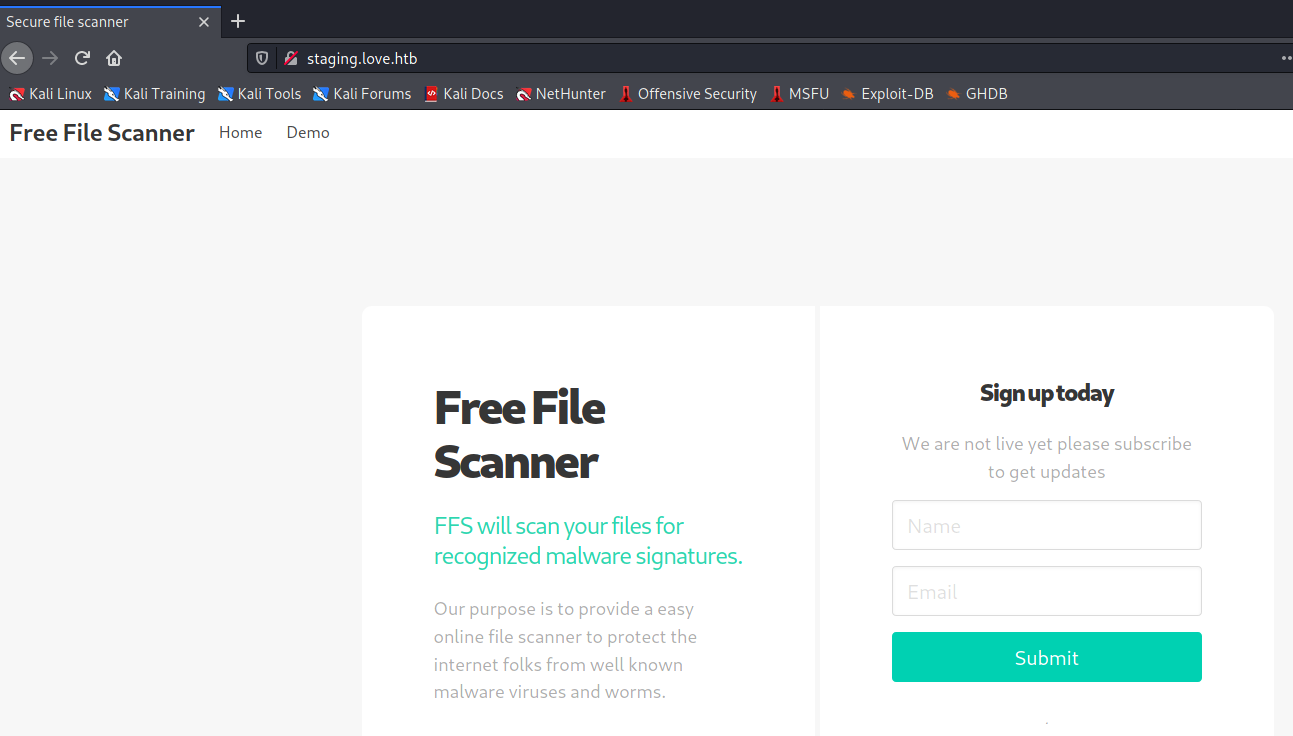 Secure file scanner
staging.love.htb
Kali Linux Kali Training Kali Tools Kali Forums Kali Docs NetHunter Offensive Security MSFU Exploit-DB GHDB
Free File Scanner Home Demo
Free File
Scanner
FFS will scan your files for
recognized malware signatures.
Our purpose is to provide a easy
online file scanner to protect the
internet folks from well known
malware viruses and worms.
Sign up today
We are not live yet please subscribe
to get updates
Name
Email
Submit
.